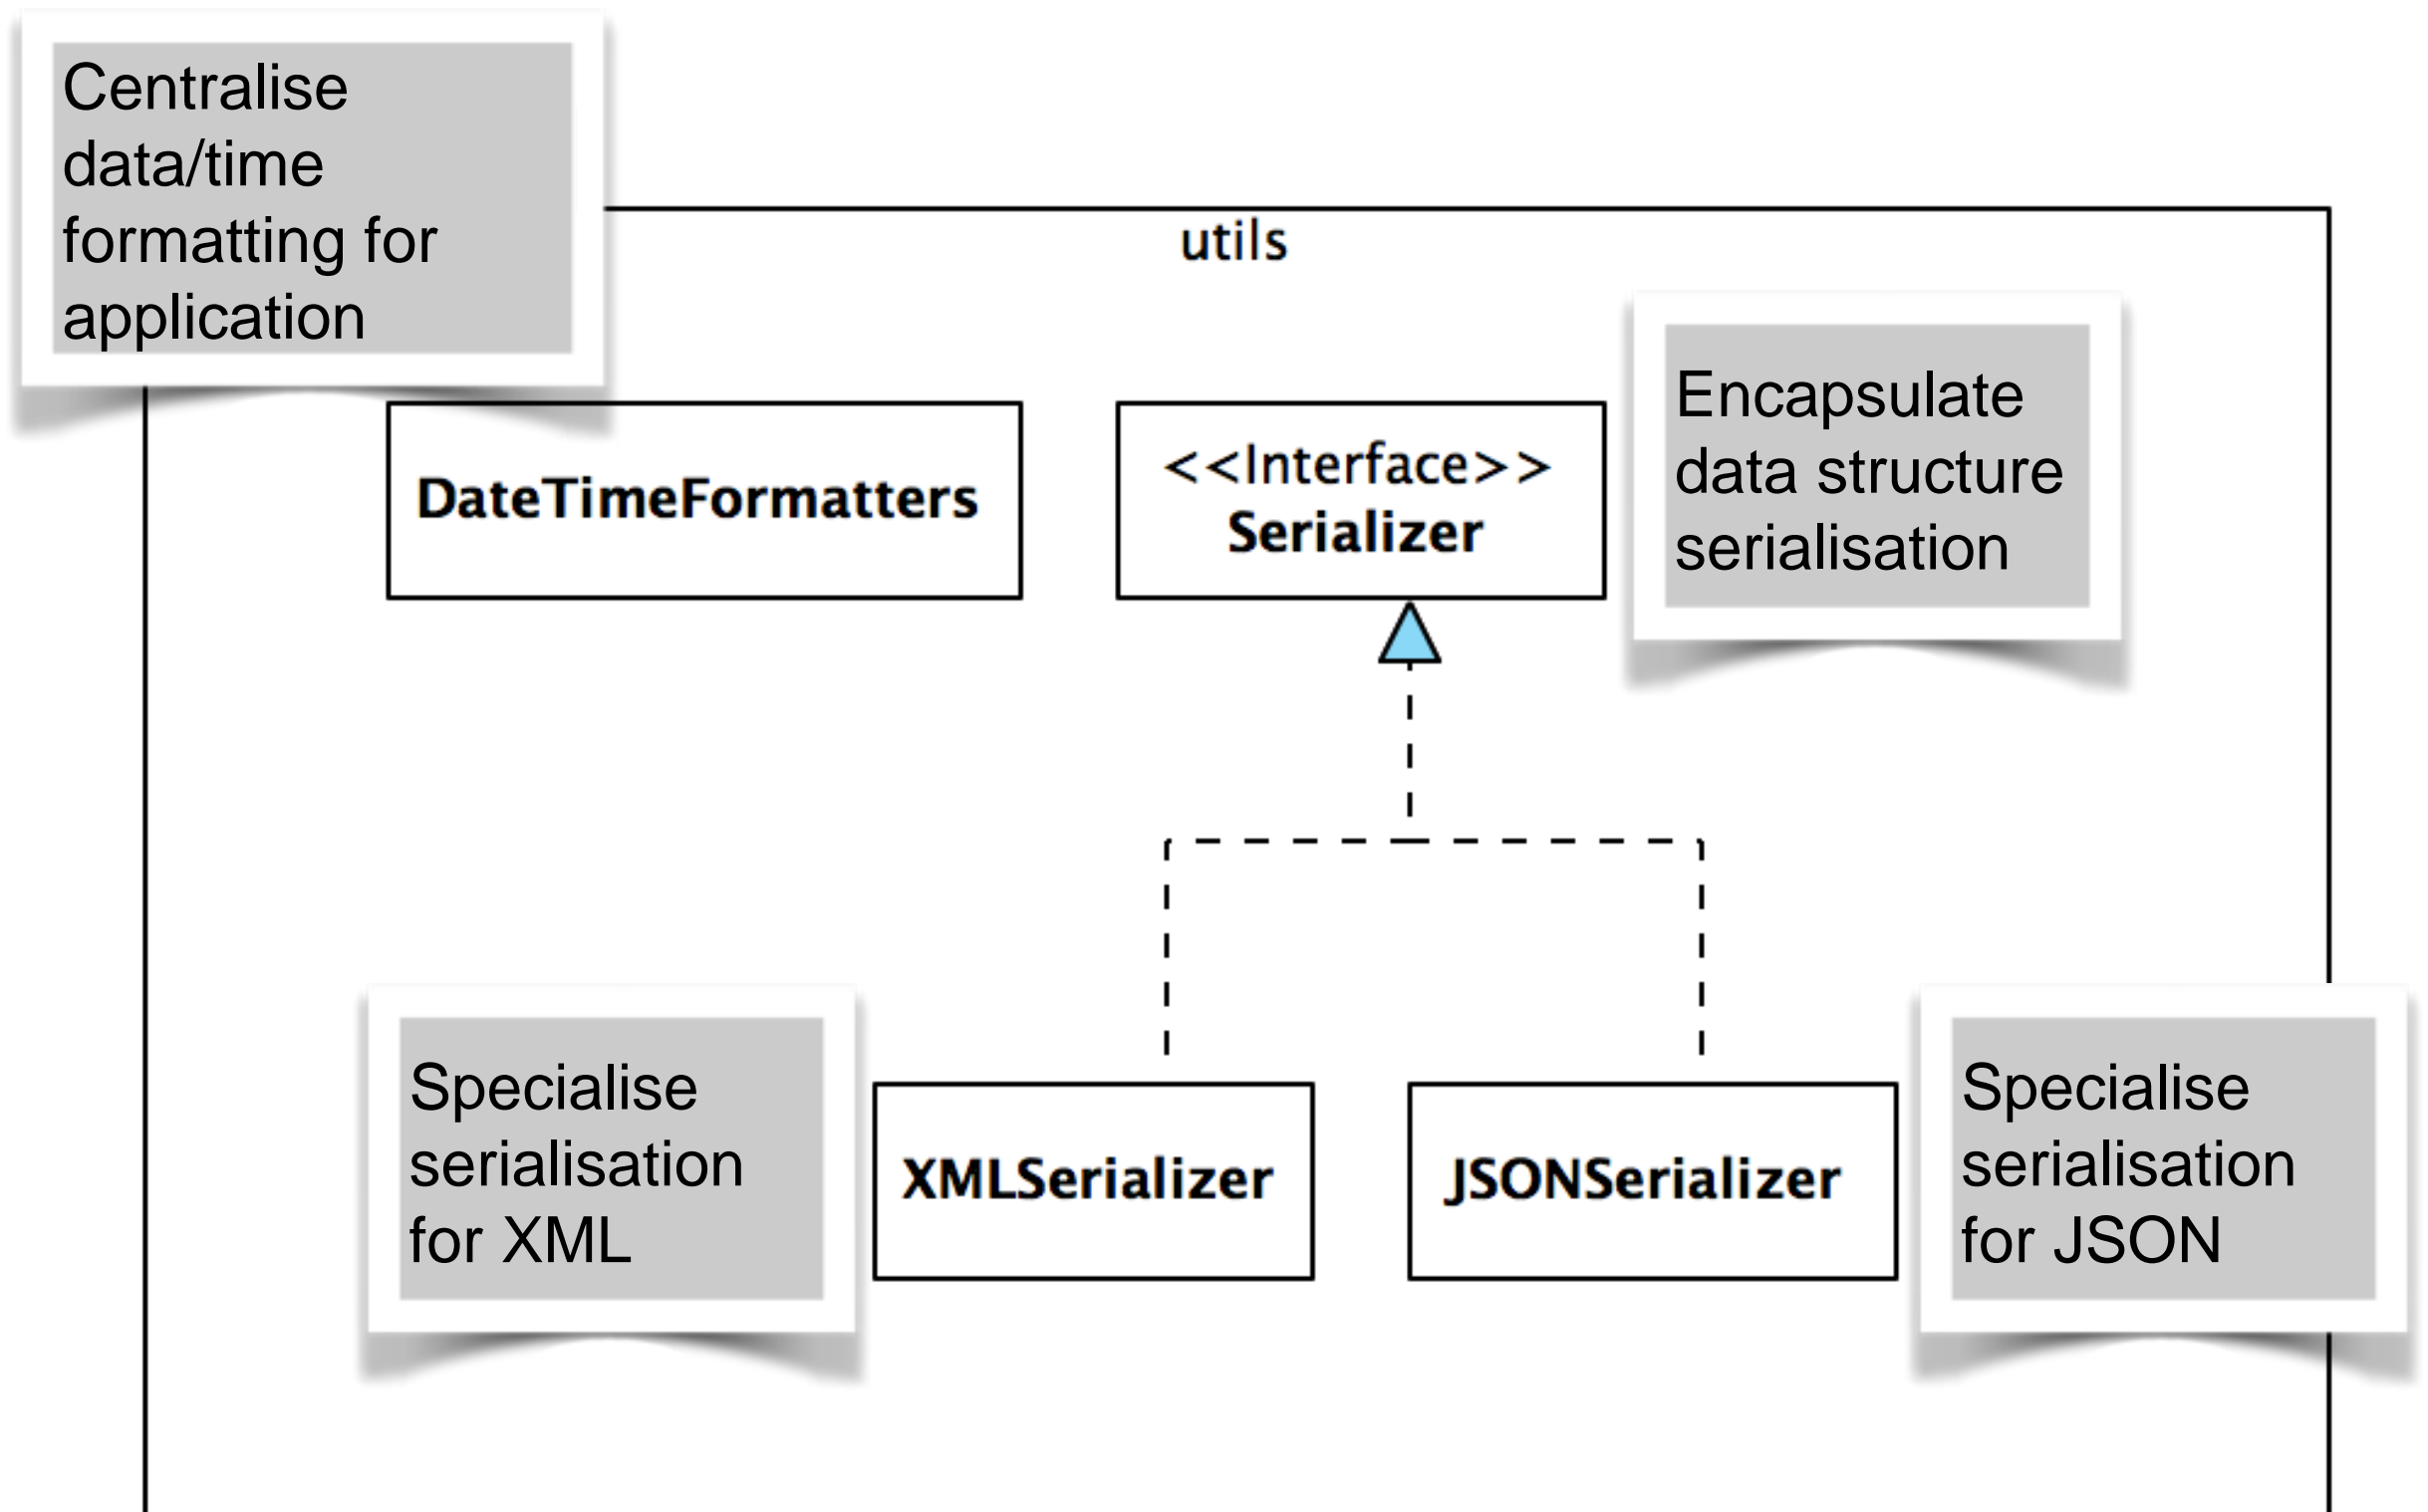 Centralise
data/time
formatting for
application
utils
DateTimeFormatters
<<Interface>>
Serializer
Encapsulate
data structure
serialisation
Specialise
serialisation
for XML
XMLSerializer
JSONSerializer
Specialise
serialisation
for JSON